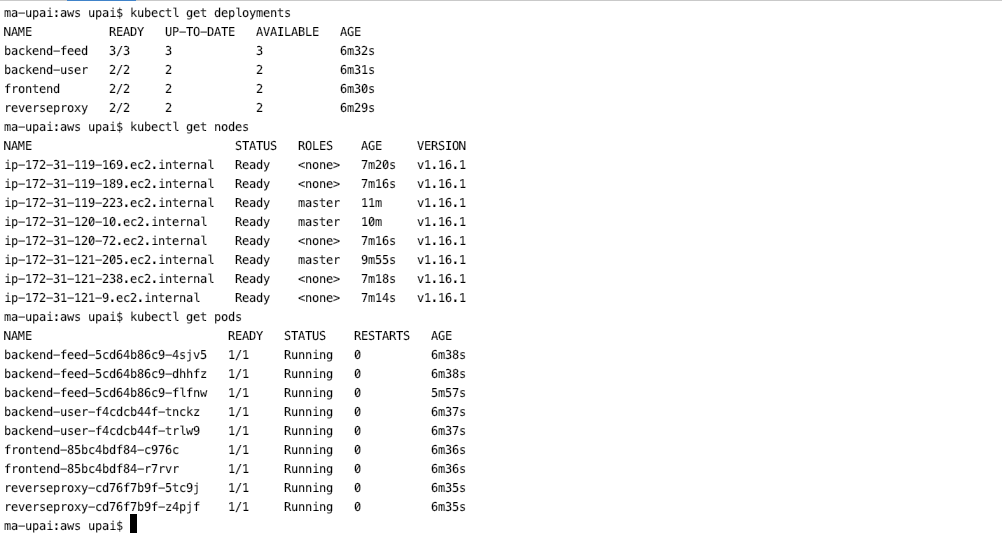 ma-upai:aws upai$ kubectl get deployments
NAME           READY   UP-TO-DATE   AVAILABLE   AGE
backend-feed   3/3     3            3           6m32s
backend-user   2/2     2            2           6m31s
frontend       2/2     2            2           6m30s
reverseproxy   2/2     2            2           6m29s
ma-upai:aws upai$ kubectl get nodes
NAME                             STATUS   ROLES    AGE     VERSION
ip-172-31-119-169.ec2.internal   Ready    <none>   7m20s   v1.16.1
ip-172-31-119-189.ec2.internal   Ready    <none>   7m16s   v1.16.1
ip-172-31-119-223.ec2.internal   Ready    master   11m     v1.16.1
ip-172-31-120-10.ec2.internal    Ready    master   10m     v1.16.1
ip-172-31-120-72.ec2.internal    Ready    <none>   7m16s   v1.16.1
ip-172-31-121-205.ec2.internal   Ready    master   9m55s   v1.16.1
ip-172-31-121-238.ec2.internal   Ready    <none>   7m18s   v1.16.1
ip-172-31-121-9.ec2.internal     Ready    <none>   7m14s   v1.16.1
ma-upai:aws upai$ kubectl get pods
NAME                            READY   STATUS    RESTARTS   AGE
backend-feed-5cd64b86c9-4sjv5   1/1     Running   0          6m38s
backend-feed-5cd64b86c9-dhhfz   1/1     Running   0          6m38s
backend-feed-5cd64b86c9-flfnw   1/1     Running   0          5m57s
backend-user-f4cdcb44f-tnckz    1/1     Running   0          6m37s
backend-user-f4cdcb44f-trlw9    1/1     Running   0          6m37s
frontend-85bc4bdf84-c976c       1/1     Running   0          6m36s
frontend-85bc4bdf84-r7rvr       1/1     Running   0          6m36s
reverseproxy-cd76f7b9f-5tc9j    1/1     Running   0          6m35s
reverseproxy-cd76f7b9f-z4pjf    1/1     Running   0          6m35s
ma-upai:aws upai$